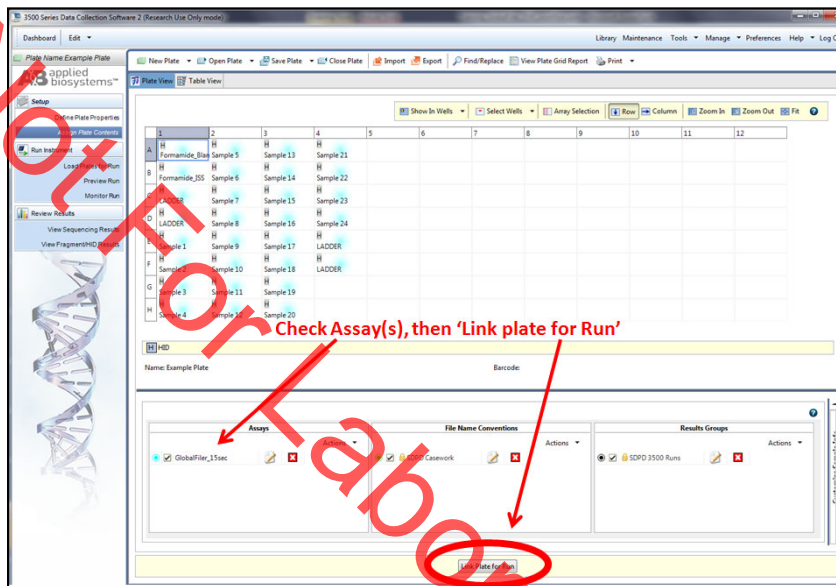 3500 Series Data Collection Software 2 (Research Use Only mode)
Dashboard Edit Library Maintenance Tools Manage Preferences Help Log O
Plate Name:Example Plate
New Plate Open Plate Save Plate Close Plate Import Export Find/Replace View Plate Grid Report Print
AB applied biosystems™
Plate View Table View
Setup
Define Plate Properties
Assign Plate Contents
Run Instrument
Load Plates for Run
Preview Run
Monitor Run
Review Results
View Sequencing Results
View Fragment/HID Results
Show In Wells Select Wells Array Selection Row Column Zoom In Zoom Out Fit
1 2 3 4 5 6 7 8 9 10 11 12
H H H H
A Formamide_Blan Sample 5 Sample 13 Sample 21
H H H H
B Formamide_ISS Sample 6 Sample 14 Sample 22
H H H H
C LADDER Sample 7 Sample 15 Sample 23
H H H H
D LADDER Sample 8 Sample 16 Sample 24
H H H H
E Sample 1 Sample 9 Sample 17 LADDER
H H H H
F Sample 2 Sample 10 Sample 18 LADDER
H H H
G Sample 3 Sample 11 Sample 19
H H H
H Sample 4 Sample 12 Sample 20
Check Assay(s), then ‘Link plate for Run’
H HID
Name: Example Plate Barcode:
Assays File Name Conventions Results Groups
Actions Actions Actions
GlobalFiler_15sec SDPD Casework SDPD 3500 Runs
Link Plate for Run
Not For Labor